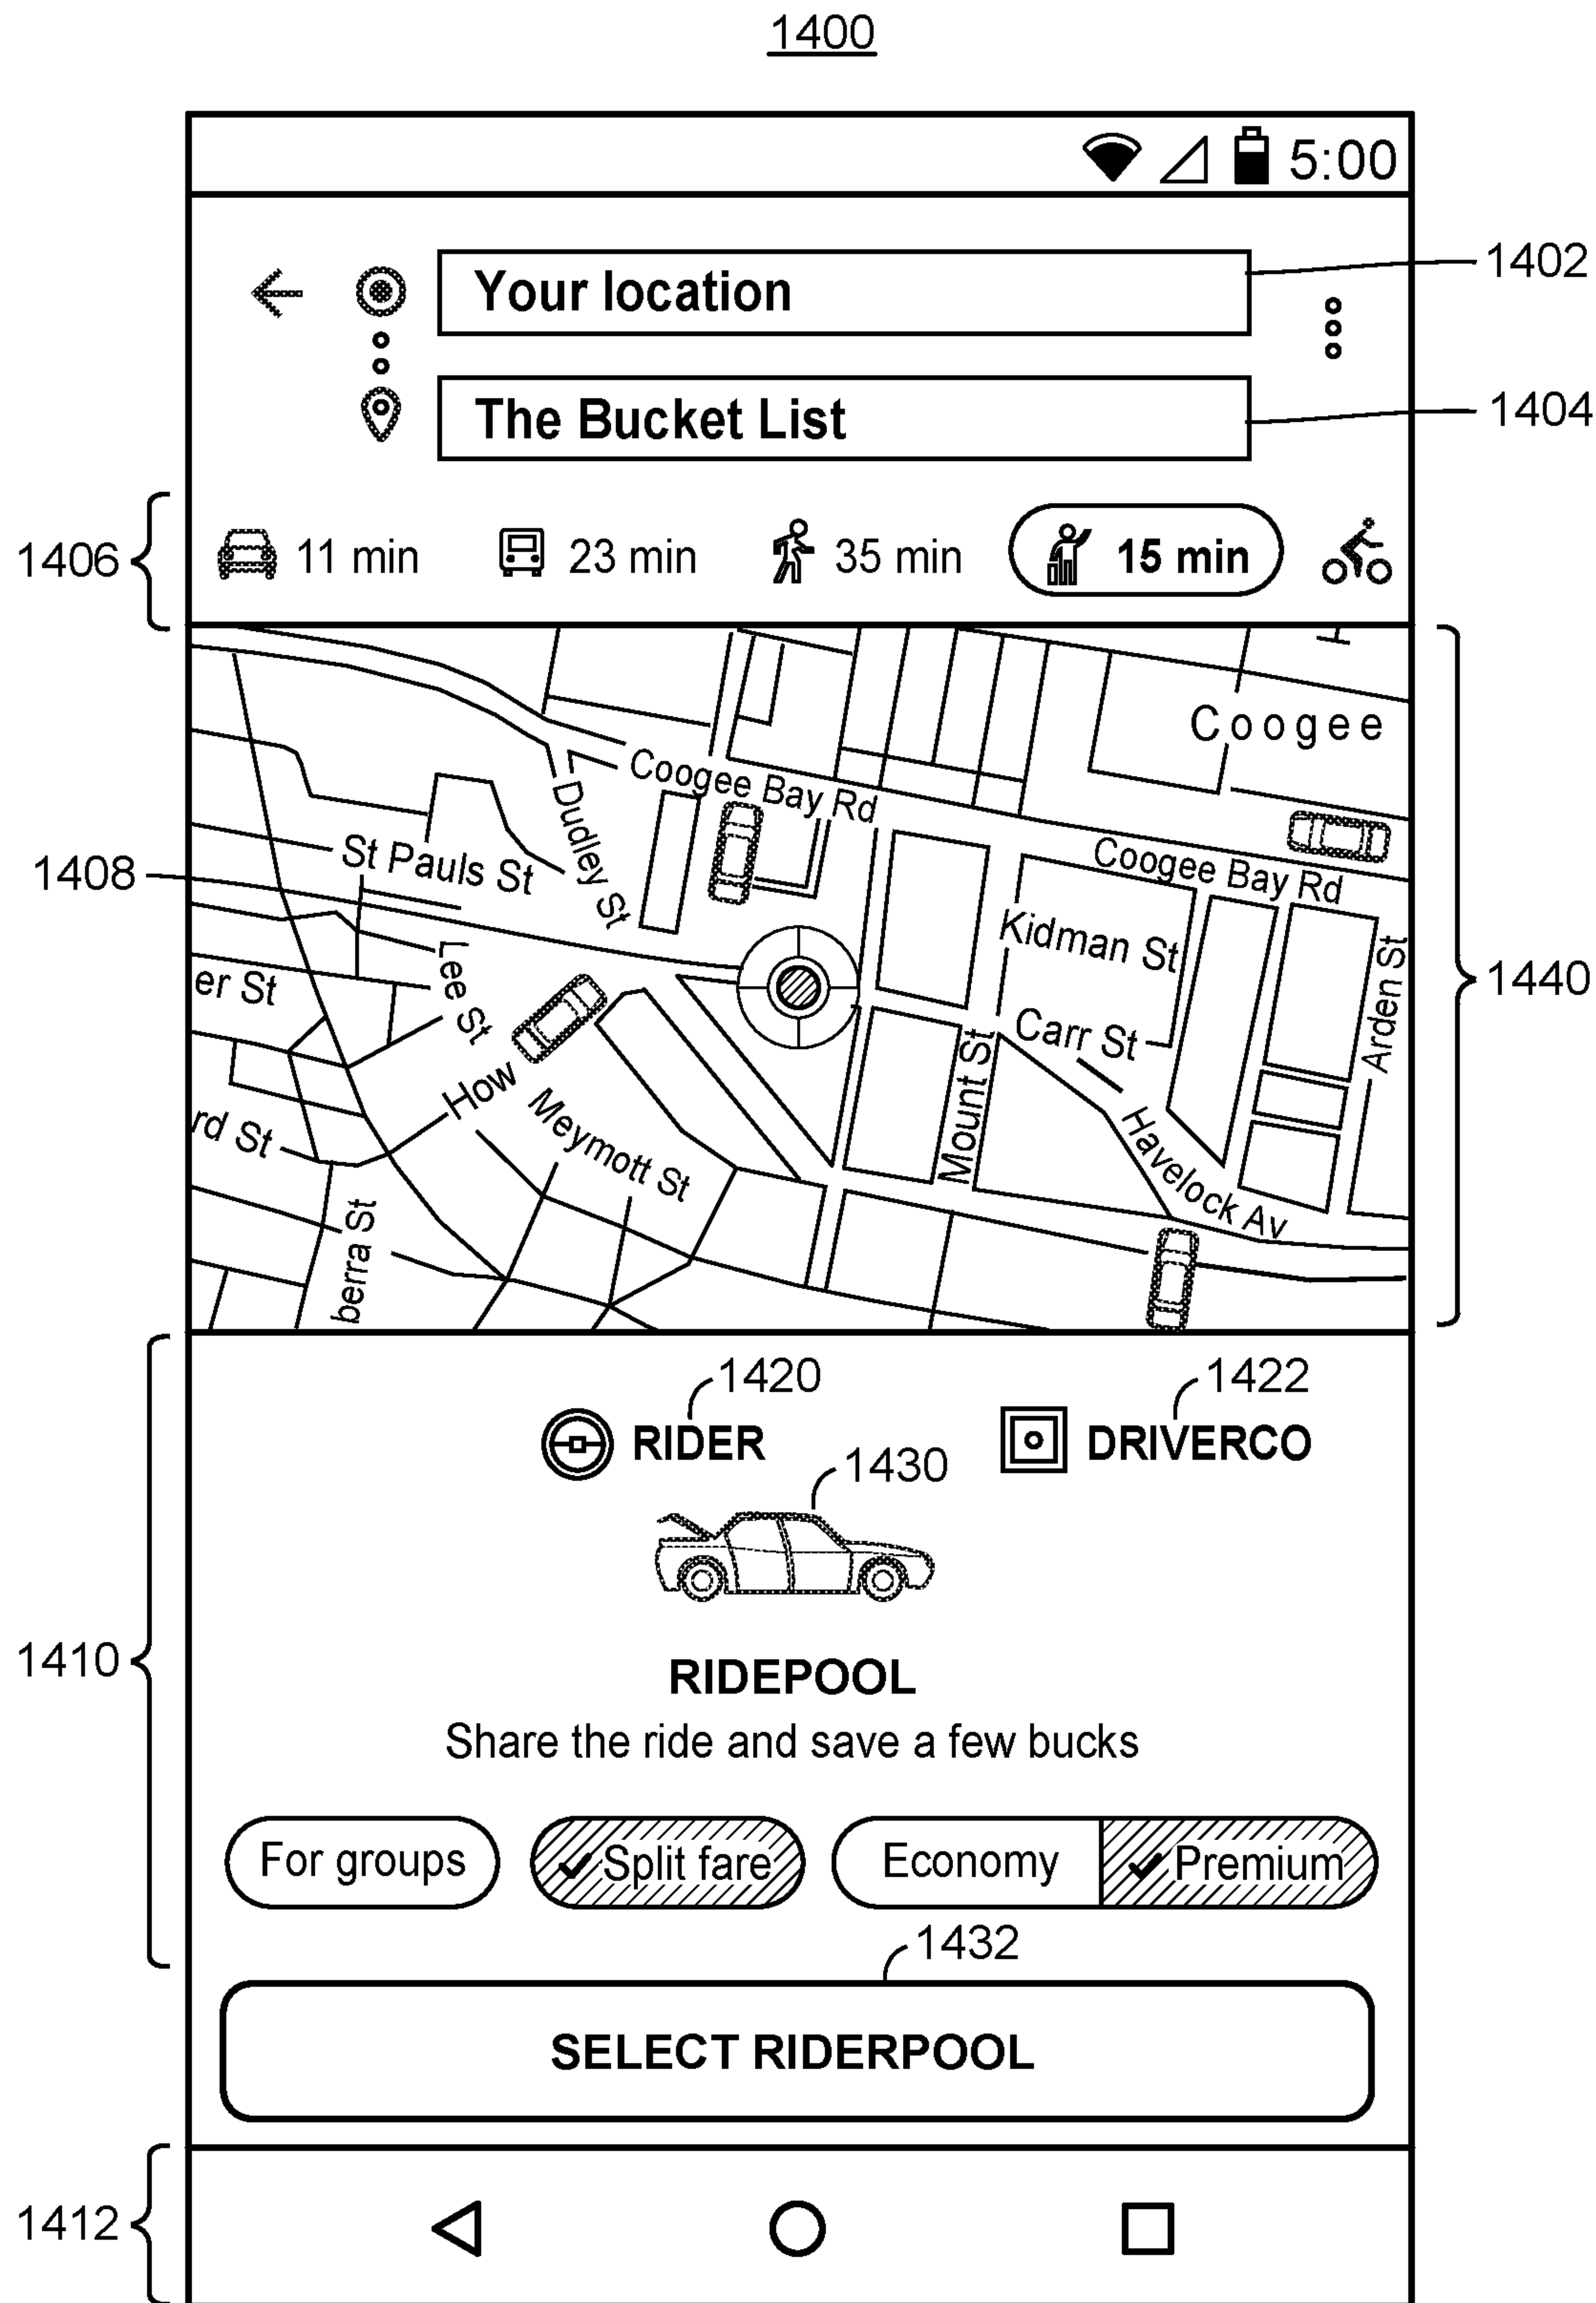 1400
5:00
Your location
1402
The Bucket List
1404
1406
11 min
23 min
35 min
15 min
Coogee
Coogee Bay Rd
Dudley St
Coogee Bay Rd
St Pauls St
1408
Kidman St
Arden St
Lee St
er St
1440
Carr St
Mount St
How
Meymott St
rd St
Havelock Av
berra St
1420
1422
RIDER
DRIVERCO
1430
1410
RIDEPOOL
Share the ride and save a few bucks
For groups
Split fare
Economy
Premium
1432
SELECT RIDERPOOL
1412